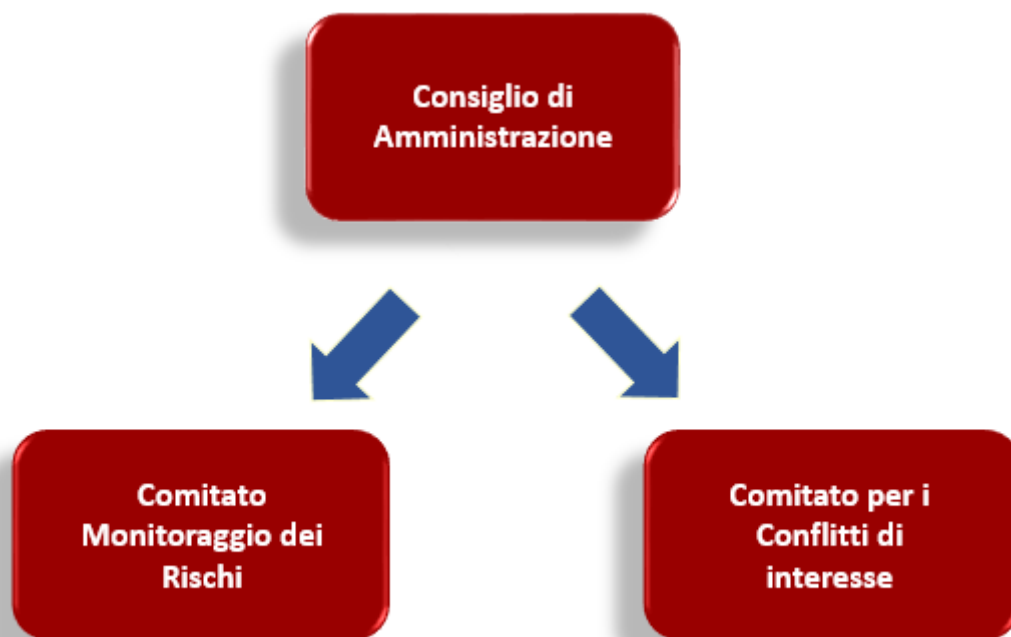 Consiglio di
Amministrazione
Comitato
Monitoraggio dei
Rischi
Comitato per i
Conflitti di
interesse